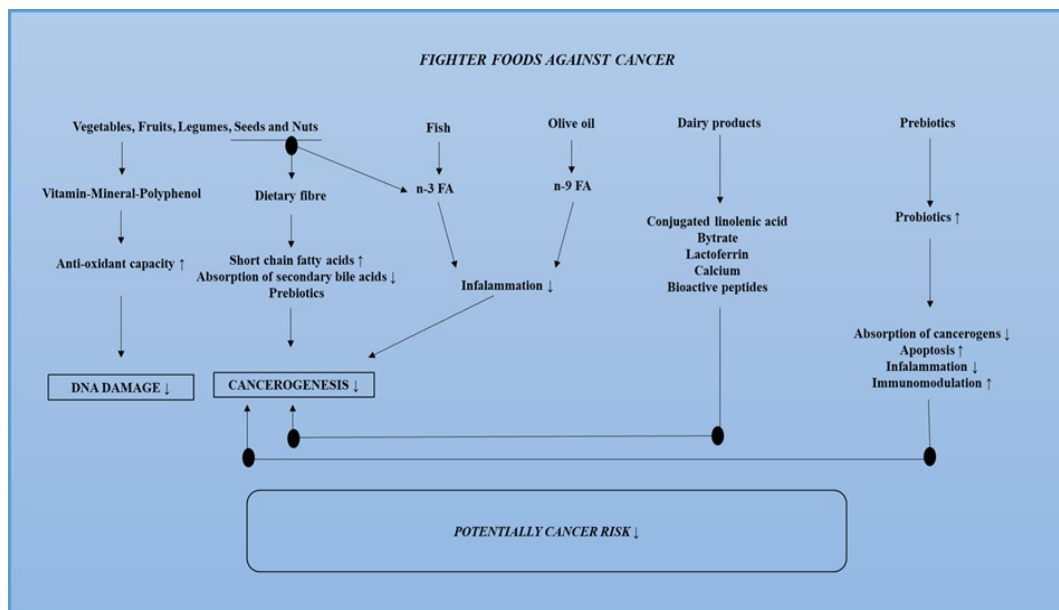 FIGHTER FOODS AGAINST CANCER
Vegetables, Fruits, Legumes, Seeds and Nuts
Fish
Olive oil
Dairy products
Prebiotics
Vitamin-Mineral-Polyphenol
Dietary fibre
n-3 FA
n-9 FA
Conjugated linolenic acid
Bytrate
Lactoferrin
Calcium
Bioactive peptides
Probiotics ↑
Anti-oxidant capacity ↑
Short chain fatty acids ↑
Absorption of secondary bile acids ↓
Prebiotics
Infalammation ↓
Absorption of cancerogens ↓
Apoptosis ↑
Infalammation ↓
Immunomodulation ↑
DNA DAMAGE ↓
CANCEROGENESIS ↓
POTENTIALLY CANCER RISK ↓